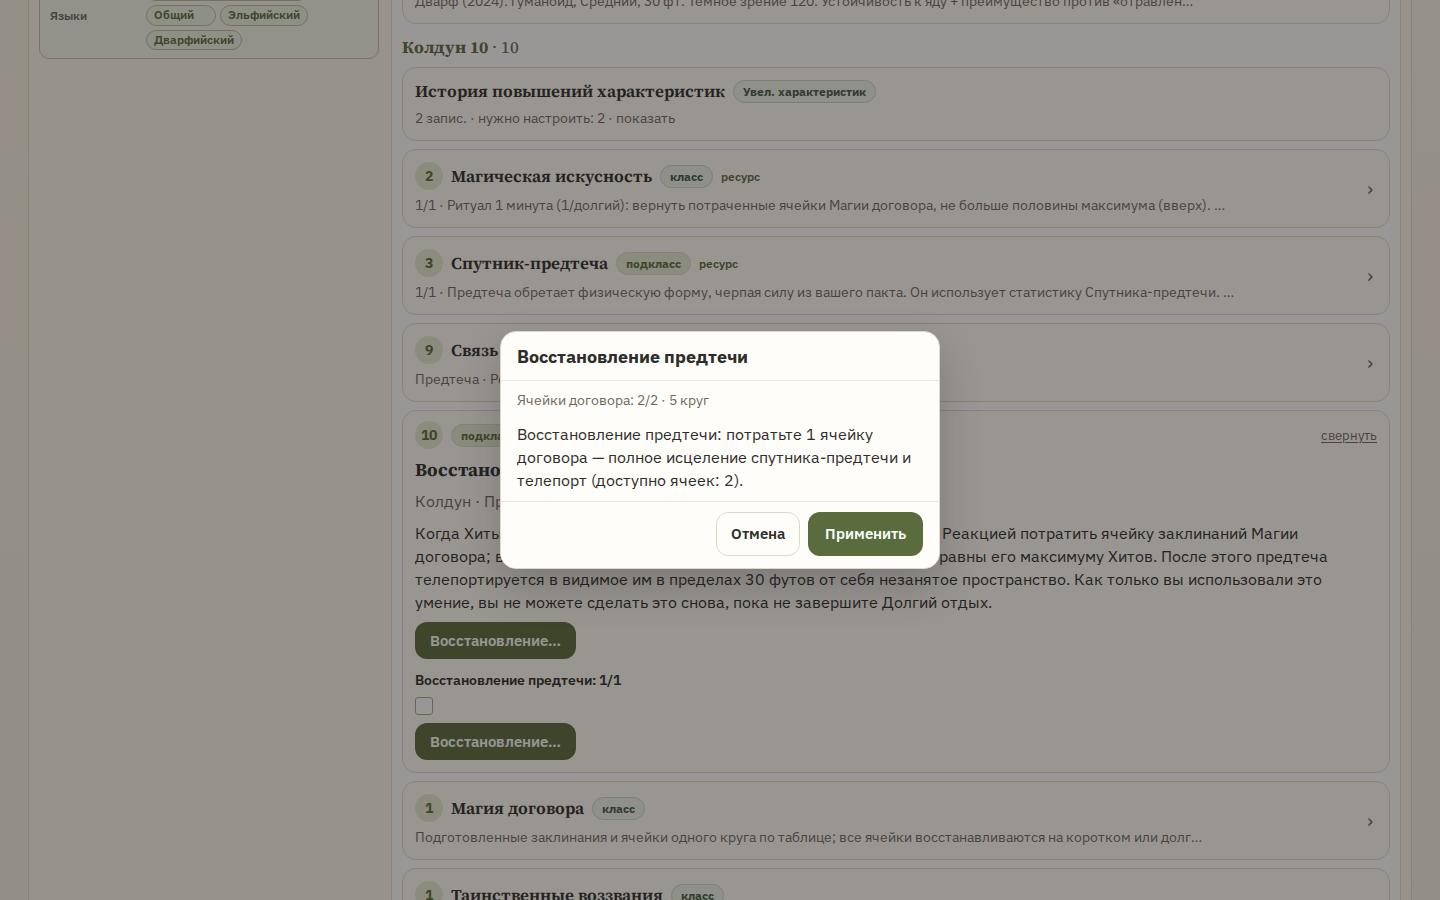 Дварф (2024). Гуманоид, Средний, 30 фт. Тёмное зрение 120. Устойчивость к яду + преимущество против «отравлен…
Языки
Общий
Эльфийский
Дварфийский
Колдун 10 · 10
История повышений характеристик
Увел. характеристик
2 запис. · нужно настроить: 2 · показать
2 Магическая искусность класс ресурс
1/1 · Ритуал 1 минута (1/долгий): вернуть потраченные ячейки Магии договора, не больше половины максимума (вверх). …
3 Спутник-предтеча подкласс ресурс
1/1 · Предтеча обретает физическую форму, черпая силу из вашего пакта. Он использует статистику Спутника-предтечи. …
9 Связь
Предтеча ·
Восстановление предтечи
Ячейки договора: 2/2 · 5 круг
Восстановление предтечи: потратьте 1 ячейку
договора — полное исцеление спутника-предтечи и
телепорт (доступно ячеек: 2).
Отмена
Применить
10
свернуть
Колдун ·
Когда Реакцией потратить ячейку заклинаний Магии
договора; равны его максимуму Хитов. После этого предтеча
телепортируется в видимое им в пределах 30 футов от себя незанятое пространство. Как только вы использовали это
умение, вы не можете сделать это снова, пока не завершите Долгий отдых.
Восстановление…
Восстановление предтечи: 1/1
Восстановление…
1 Магия договора класс
Подготовленные заклинания и ячейки одного круга по таблице; все ячейки восстанавливаются на коротком или долг…
1 Таинственные воззвания класс